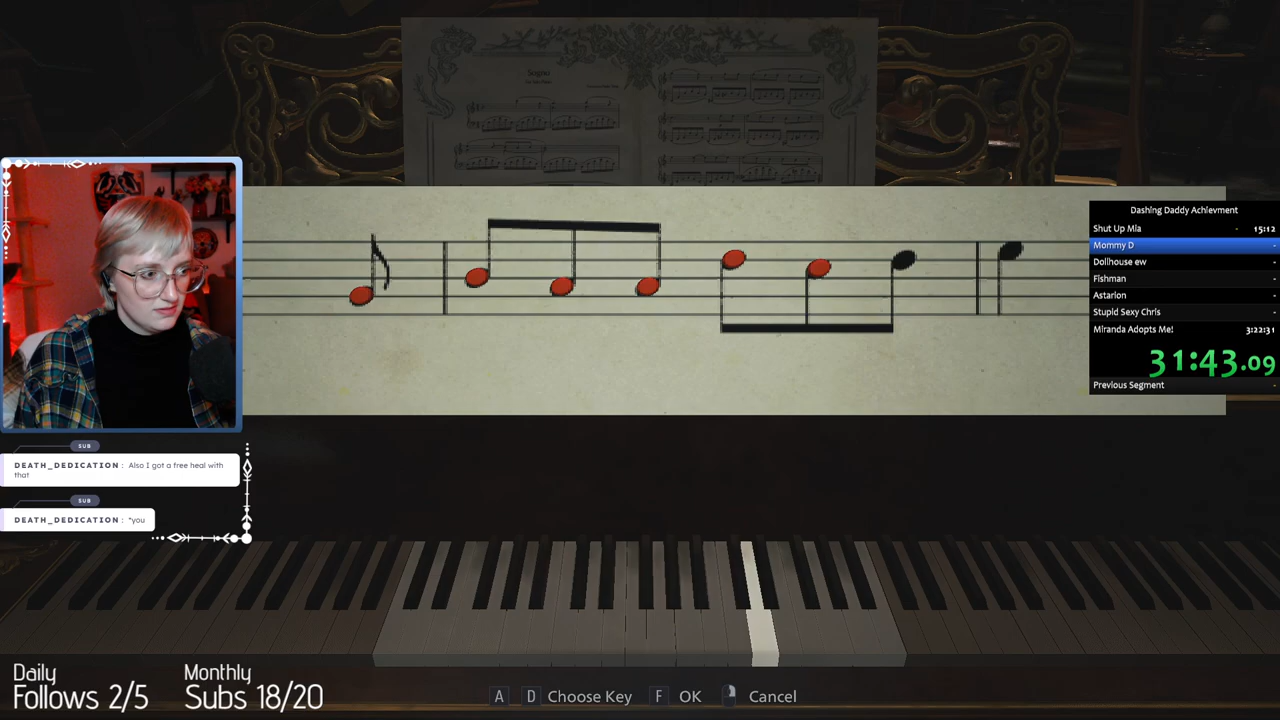 Sogno
Dashing Daddy Achievment
Shut Up Mia - 15:12
Mommy D -
Dollhouse ew -
Fishman -
Astarion -
Stupid Sexy Chris -
Miranda Adopts Me! 3:22:31
31:43.09
Previous Segment -
SUB
DEATH_DEDICATION : Also I got a free heal with
that
SUB
DEATH_DEDICATION : *you
Daily
Follows 2/5
Monthly
Subs 18/20
A D Choose Key F OK Cancel